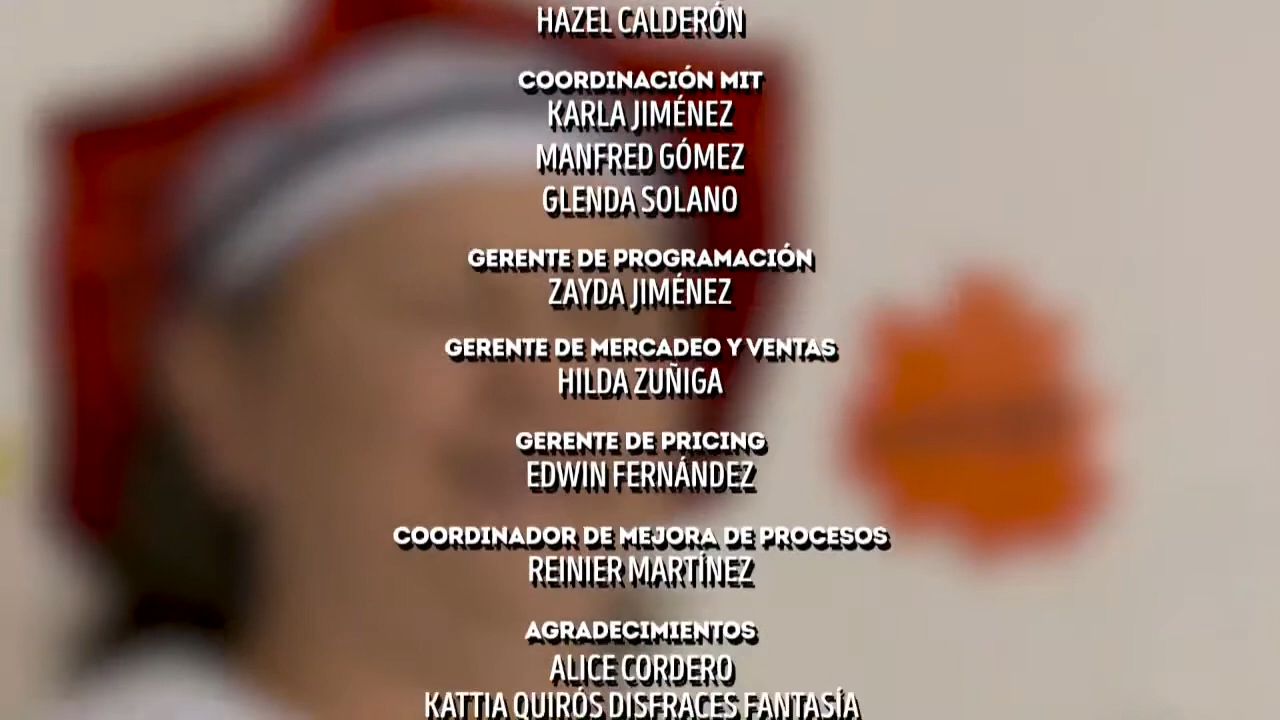 HAZEL CALDERÓN
COORDINACIÓN MIT
KARLA JIMÉNEZ
MANFRED GÓMEZ
GLENDA SOLANO
GERENTE DE PROGRAMACIÓN
ZAYDA JIMÉNEZ
GERENTE DE MERCADEO Y VENTAS
HILDA ZUÑIGA
GERENTE DE PRICING
EDWIN FERNÁNDEZ
COORDINADOR DE MEJORA DE PROCESOS
REINIER MARTÍNEZ
AGRADECIMIENTOS
ALICE CORDERO
KATTIA QUIRÓS DISFRACES FANTASÍA